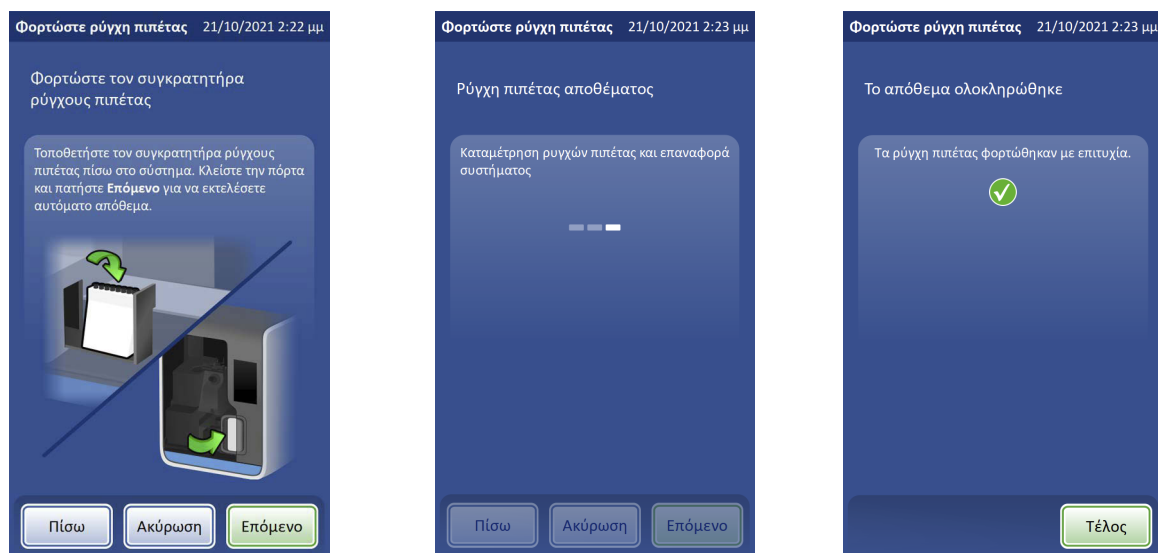 Φορτώστε ρύγχη πιπέτας 21/10/2021 2:22 μμ
Φορτώστε τον συγκρατητήρα
ρύγχους πιπέτας
Τοποθετήστε τον συγκρατητήρα ρύγχους
πιπέτας πίσω στο σύστημα. Κλείστε την πόρτα
και πατήστε Επόμενο για να εκτελέσετε
αυτόματο απόθεμα.
Πίσω Ακύρωση Επόμενο
Φορτώστε ρύγχη πιπέτας 21/10/2021 2:23 μμ
Ρύγχη πιπέτας αποθέματος
Καταμέτρηση ρυγχών πιπέτας και επαναφορά
συστήματος
Πίσω Ακύρωση Επόμενο
Φορτώστε ρύγχη πιπέτας 21/10/2021 2:23 μμ
Το απόθεμα ολοκληρώθηκε
Τα ρύγχη πιπέτας φορτώθηκαν με επιτυχία.
Τέλος